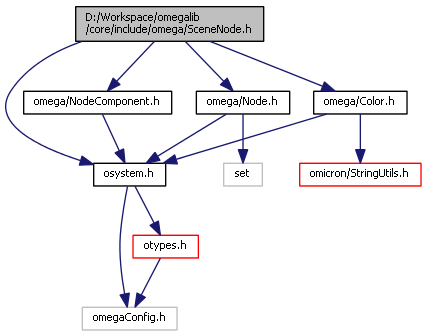 D:/Workspace/omegalib
/core/include/omega/SceneNode.h
omega/NodeComponent.h
omega/Node.h
omega/Color.h
osystem.h
set
omicron/StringUtils.h
otypes.h
omegaConfig.h